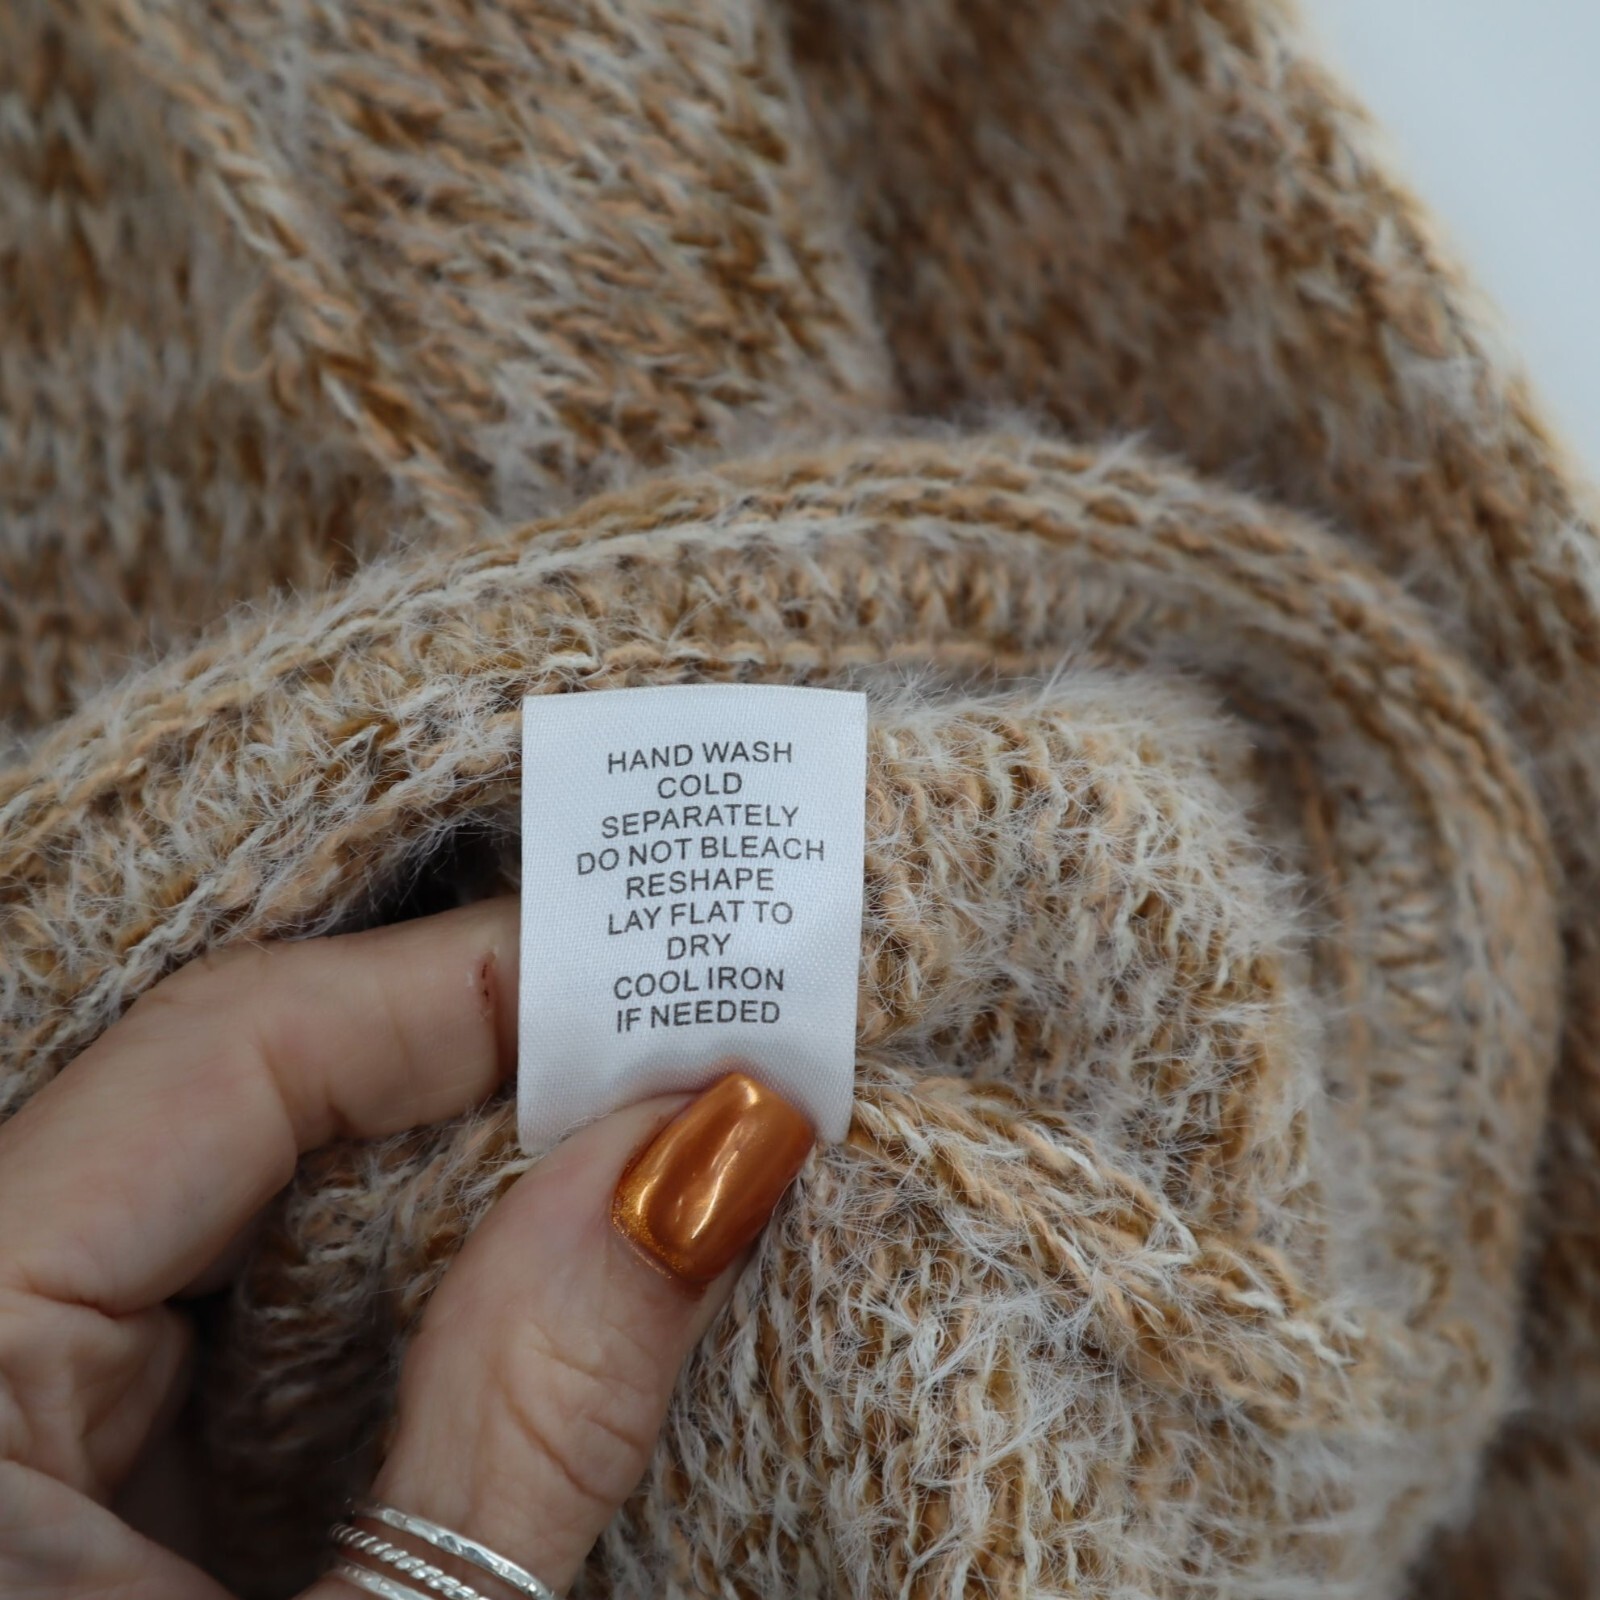 HAND WASH
COLD
SEPARATELY
DO NOT BLEACH
RESHAPE
LAY FLAT TO
DRY
COOL IRON
IF NEEDED